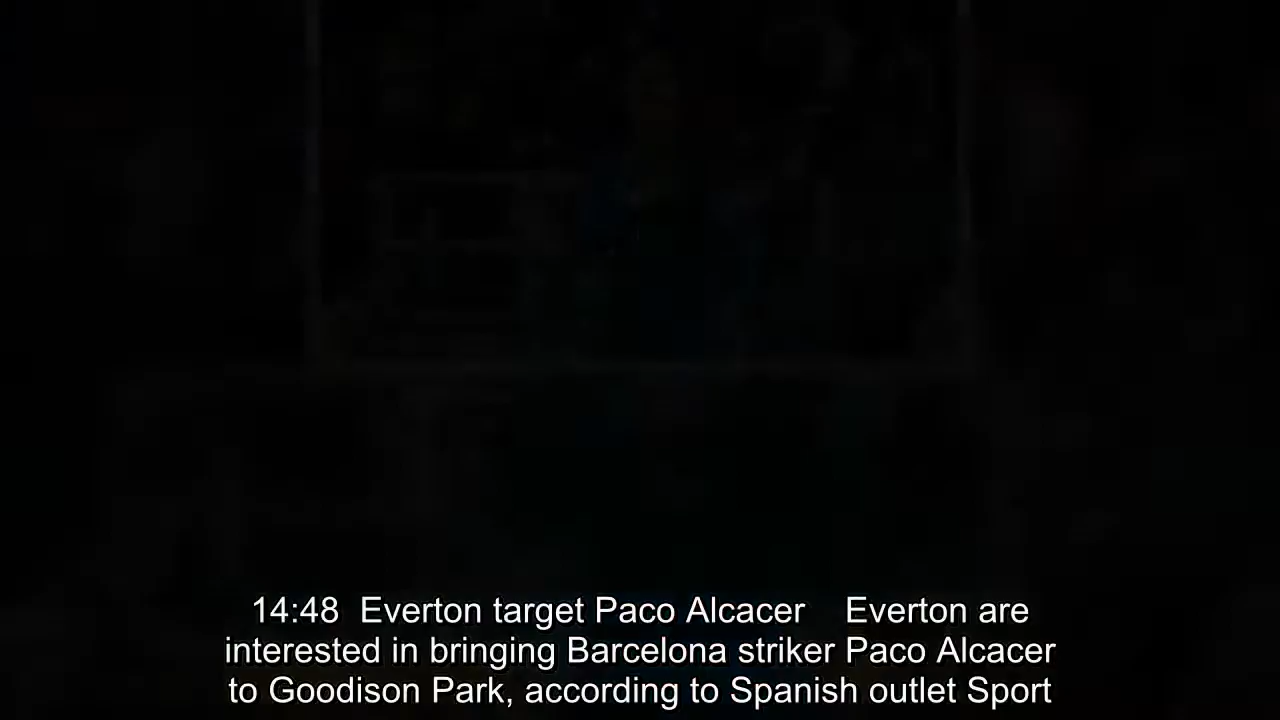 14:48  Everton target Paco Alcacer    Everton are
interested in bringing Barcelona striker Paco Alcacer
to Goodison Park, according to Spanish outlet Sport